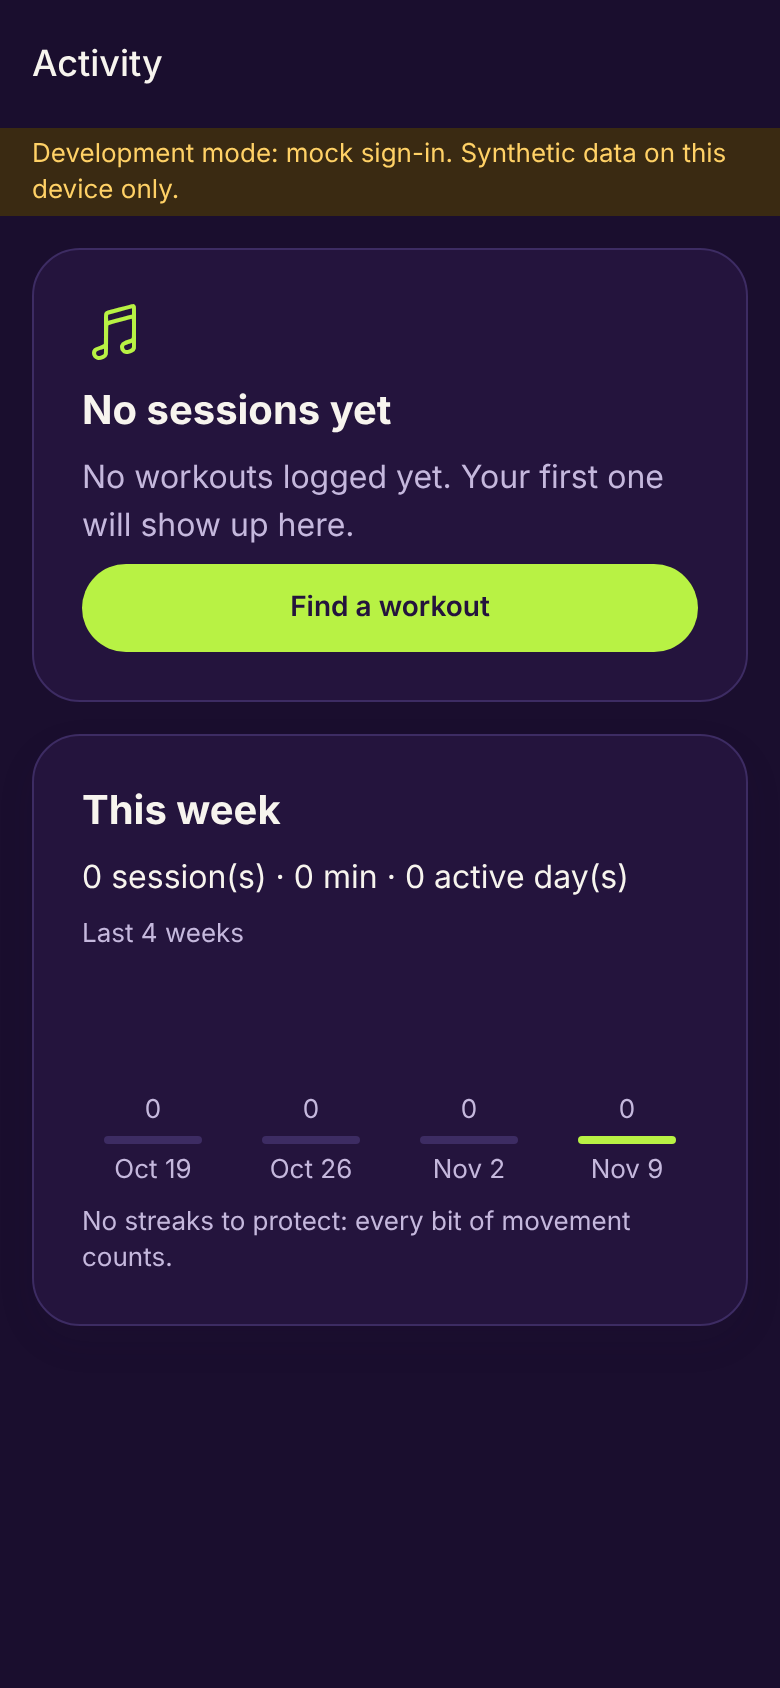 Activity
Development mode: mock sign-in. Synthetic data on this
device only.
No sessions yet
No workouts logged yet. Your first one
will show up here.
Find a workout
This week
0 session(s) · 0 min · 0 active day(s)
Last 4 weeks
0 0 0 0
Oct 19 Oct 26 Nov 2 Nov 9
No streaks to protect: every bit of movement
counts.